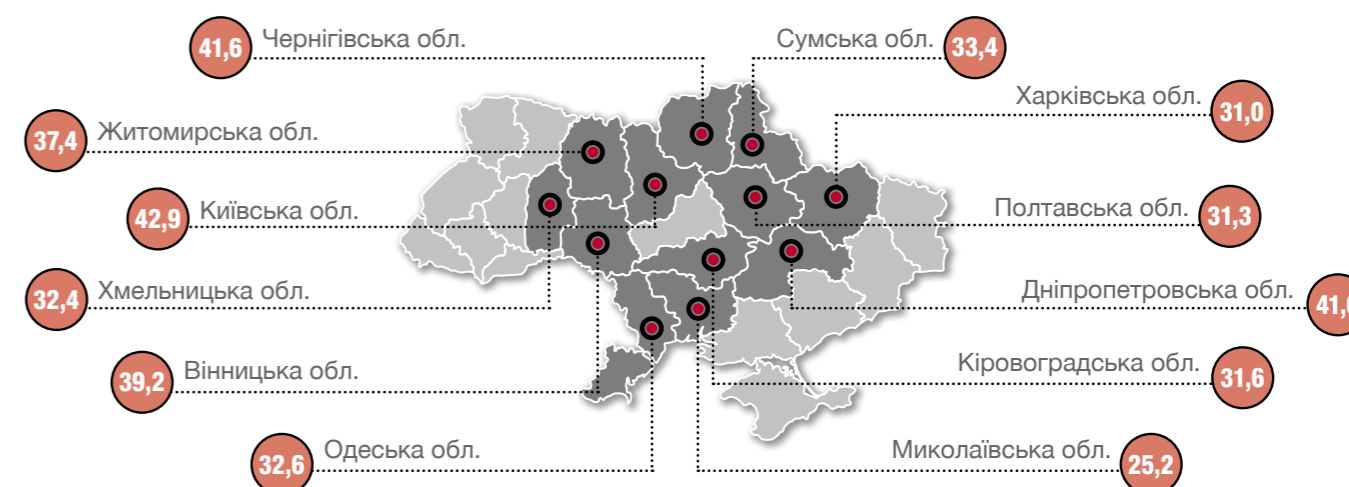 41,6 Чернігівська обл.
Сумська обл. 33,4
Харківська обл. 31,0
37,4 Житомирська обл.
42,9 Київська обл.
Полтавська обл. 31,3
32,4 Хмельницька обл.
Дніпропетровська обл.
39,2 Вінницька обл.
Кіровоградська обл. 31,6
32,6 Одеська обл.
Миколаївська обл. 25,2